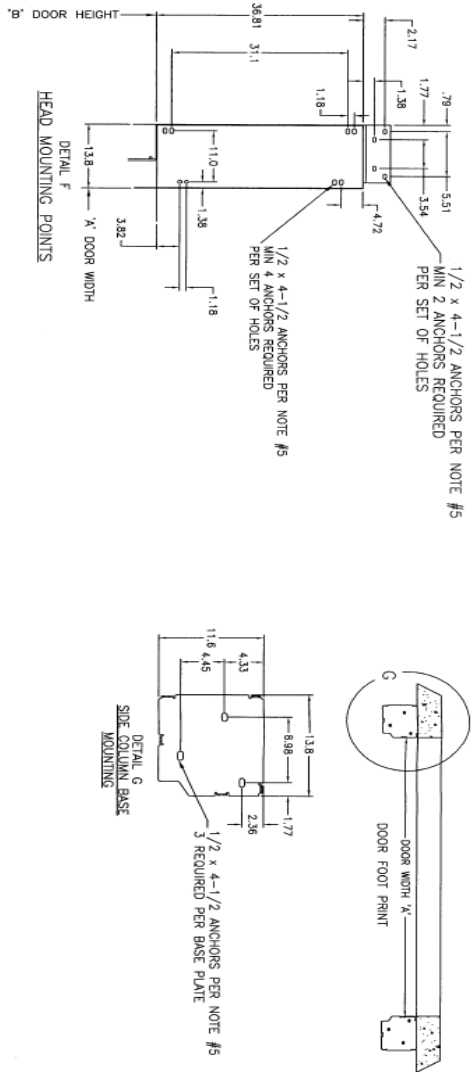 "B" DOOR HEIGHT
36.81
31.1
1.18
2.17
1.77
1.38
.79
5.51
3.54
4.72
11.0
13.8
1.38
3.82
1.18
"A" DOOR WIDTH
1/2 x 4-1/2 ANCHORS PER NOTE #5
MIN 2 ANCHORS REQUIRED
PER SET OF HOLES
1/2 x 4-1/2 ANCHORS PER NOTE #5
MIN 4 ANCHORS REQUIRED
PER SET OF HOLES
DETAIL F
HEAD MOUNTING POINTS
G
DOOR WIDTH 'A'
DOOR FOOT PRINT
11.6
4.45
4.33
8.98
13.8
1.77
2.36
1/2 x 4-1/2 ANCHORS PER NOTE #5
3 REQUIRED PER BASE PLATE
DETAIL G
SIDE COLUMN BASE
MOUNTING